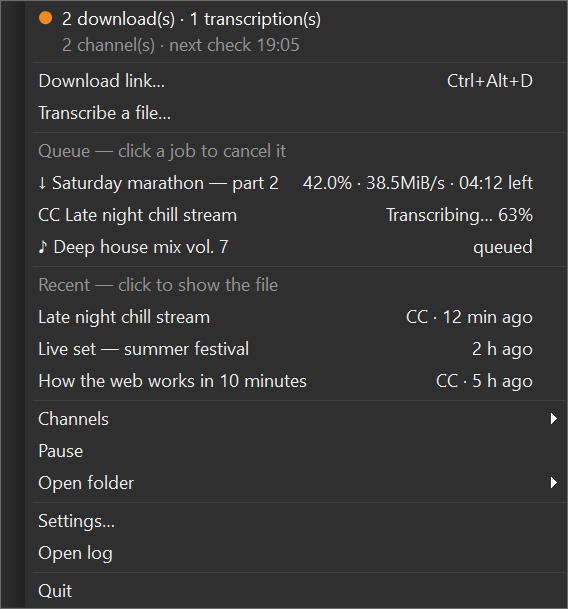 2 download(s) · 1 transcription(s)
2 channel(s) · next check 19:05
Download link... Ctrl+Alt+D
Transcribe a file...
Queue — click a job to cancel it
↓ Saturday marathon — part 2 42.0% · 38.5MiB/s · 04:12 left
CC Late night chill stream Transcribing... 63%
♪ Deep house mix vol. 7 queued
Recent — click to show the file
Late night chill stream CC · 12 min ago
Live set — summer festival 2 h ago
How the web works in 10 minutes CC · 5 h ago
Channels
Pause
Open folder
Settings...
Open log
Quit